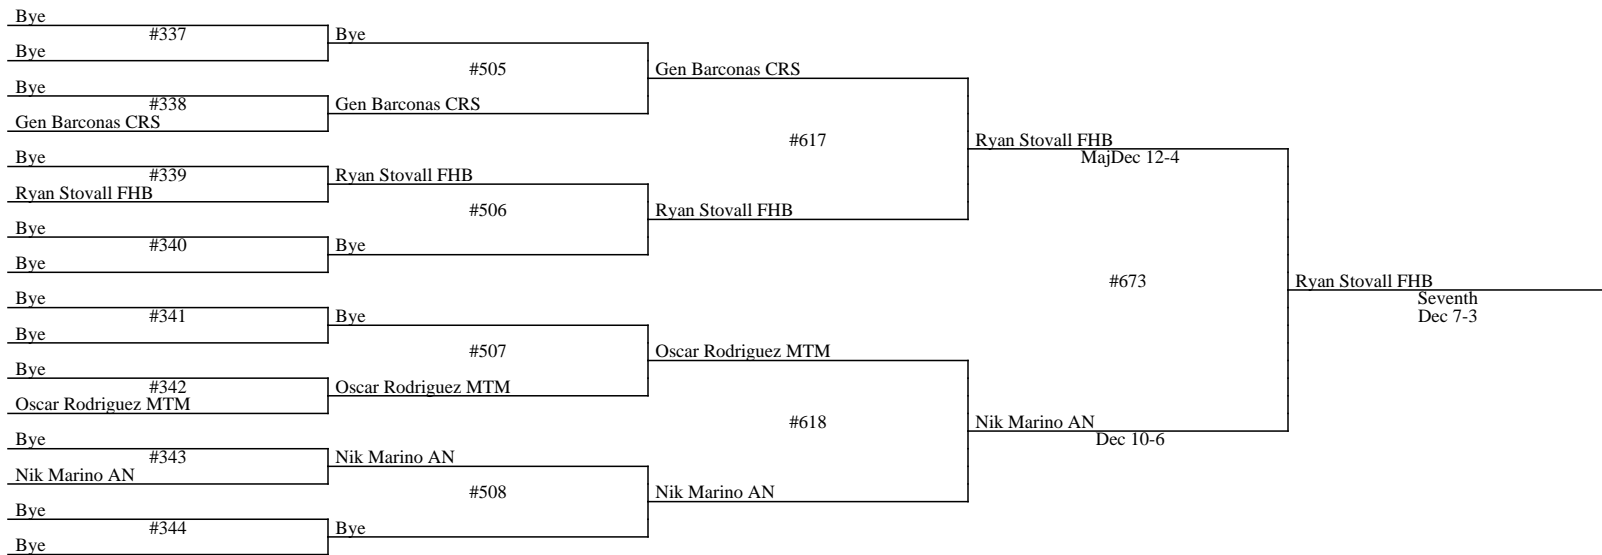 Bye
#337
Bye
Bye
#505
Gen Barconas CRS
Bye
#338
Gen Barconas CRS
Gen Barconas CRS
#617
Ryan Stovall FHB
MajDec 12-4
Bye
#339
Ryan Stovall FHB
Ryan Stovall FHB
#506
Ryan Stovall FHB
Bye
#340
Bye
Bye
#673
Ryan Stovall FHB
Seventh
Dec 7-3
Bye
#341
Bye
Bye
#507
Oscar Rodriguez MTM
Bye
#342
Oscar Rodriguez MTM
Oscar Rodriguez MTM
#618
Nik Marino AN
Dec 10-6
Bye
#343
Nik Marino AN
Nik Marino AN
#508
Nik Marino AN
Bye
#344
Bye
Bye